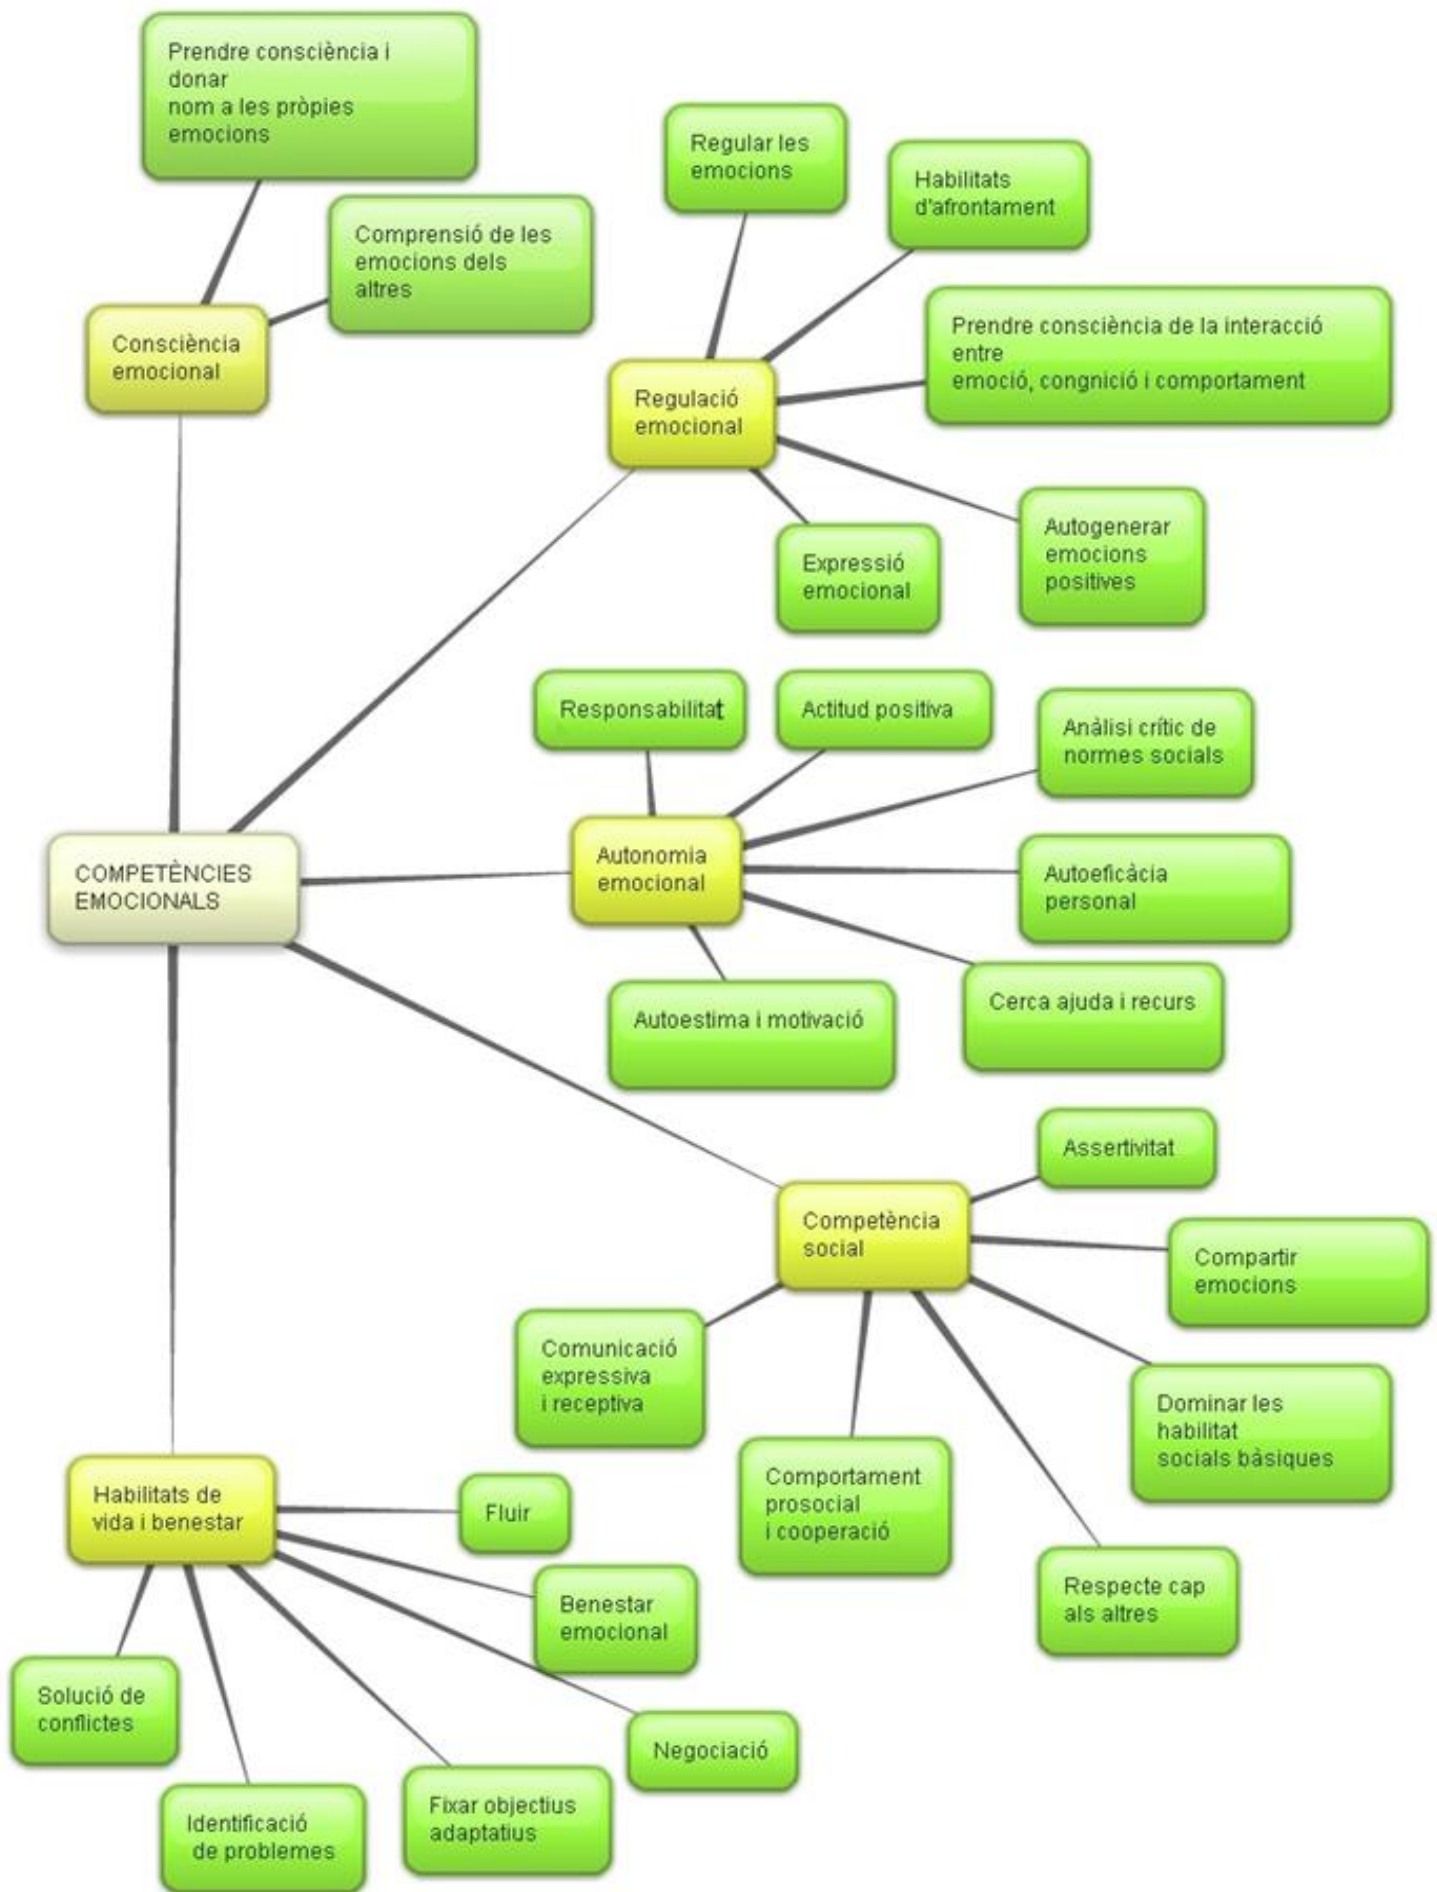 Prendre consciència i
donar
nom a les pròpies
emocions
Comprensió de les
emocions dels
altres
Consciència
emocional
Regular les
emocions
Habilitats
d'afrontament
Prendre consciència de la interacció
entre
emoció, congnició i comportament
Regulació
emocional
Autogenerar
emocions
positives
Expressió
emocional
Responsabilitat
Actitud positiva
Anàlisi crític de
normes socials
Autonomia
emocional
Autoeficàcia
personal
COMPETÈNCIES
EMOCIONALS
Cerca ajuda i recurs
Autoestima i motivació
Assertivitat
Competència
social
Compartir
emocions
Comunicació
expressiva
i receptiva
Dominar les
habilitat
socials bàsiques
Comportament
prosocial
i cooperació
Respecte cap
als altres
Habilitats de
vida i benestar
Fluir
Benestar
emocional
Solució de
conflictes
Negociació
Identificació
de problemes
Fixar objectius
adaptatius